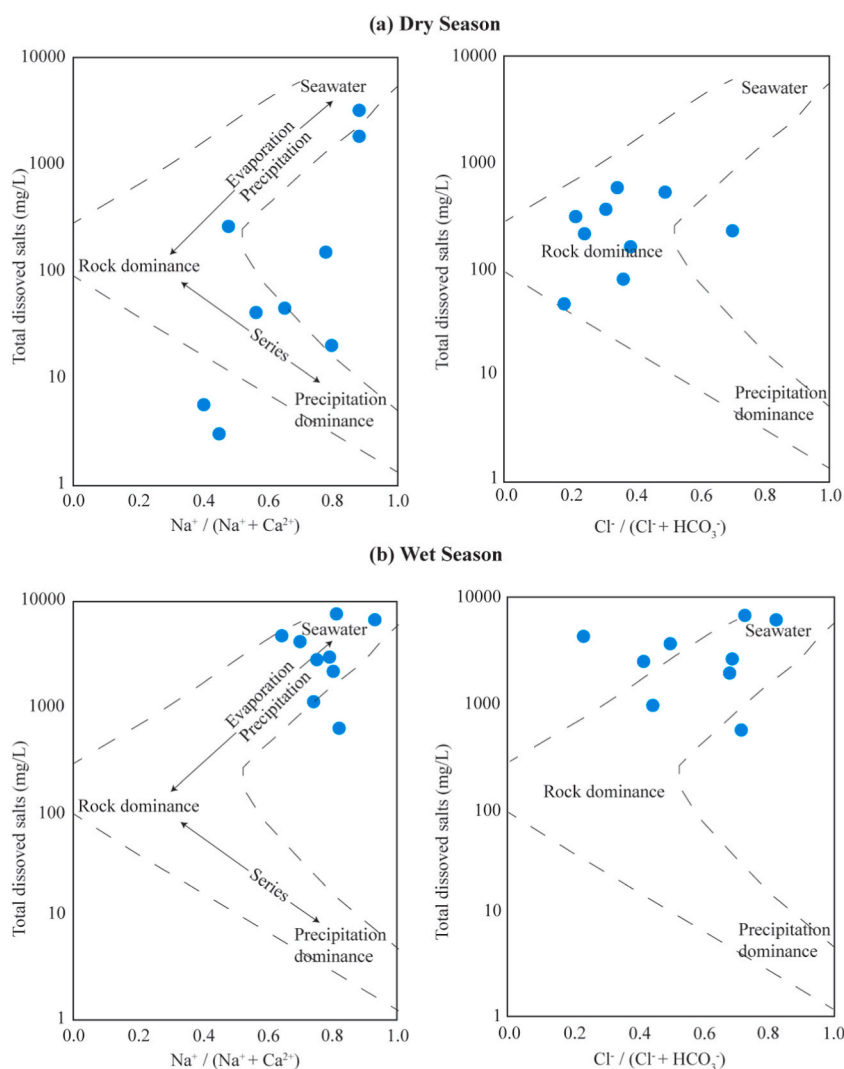 (a) Dry Season
10000
1000
100
10
1
Total dissoved salts (mg/L)
Seawater
Evaporation
Precipitation
Rock dominance
Series
Precipitation
dominance
0.0 0.2 0.4 0.6 0.8 1.0
Na⁺ / (Na⁺ + Ca²⁺)
10000
1000
100
10
1
Total dissoved salts (mg/L)
Seawater
Rock dominance
Precipitation
dominance
0.0 0.2 0.4 0.6 0.8 1.0
Cl⁻ / (Cl⁻ + HCO₃⁻)
(b) Wet Season
10000
1000
100
10
1
Total dissoved salts (mg/L)
Seawater
Evaporation
Precipitation
Rock dominance
Series
Precipitation
dominance
0.0 0.2 0.4 0.6 0.8 1.0
Na⁺ / (Na⁺ + Ca²⁺)
10000
1000
100
10
1
Total dissoved salts (mg/L)
Seawater
Rock dominance
Precipitation
dominance
0.0 0.2 0.4 0.6 0.8 1.0
Cl⁻ / (Cl⁻ + HCO₃⁻)